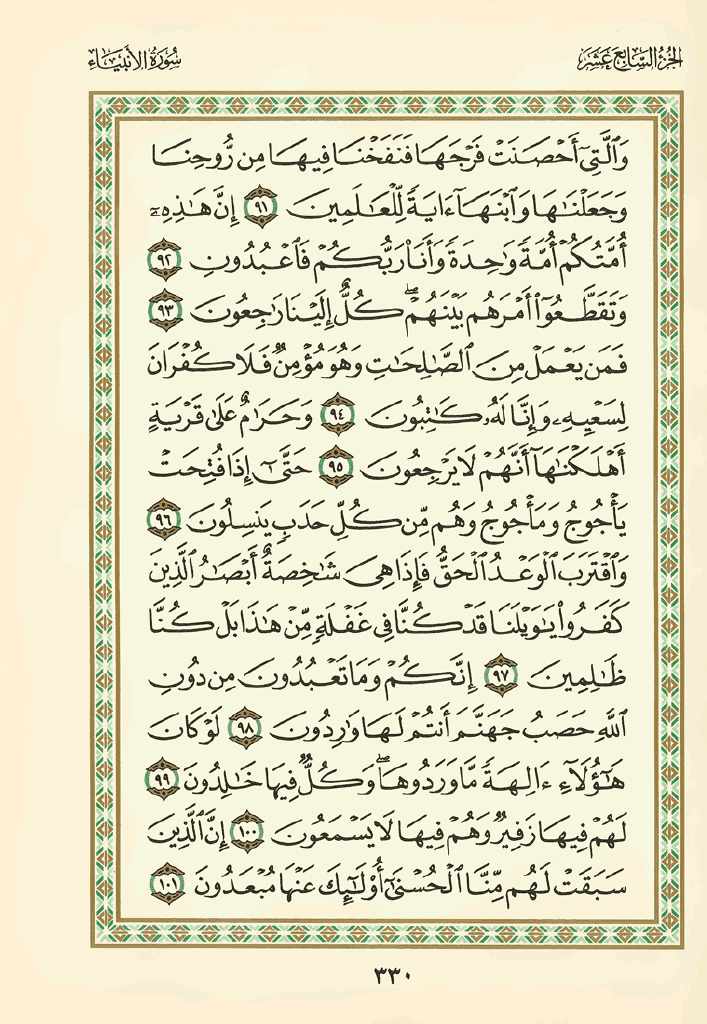 الجزء السابع عشر
سورة الأنبياء
وَٱلَّتِىٓ أَحۡصَنَتۡ فَرۡجَهَا فَنَفَخۡنَا فِيهَا مِن رُّوحِنَا
وَجَعَلۡنَٰهَا وَٱبۡنَهَآ ءَايَةٗ لِّلۡعَٰلَمِينَ ٩١ إِنَّ هَٰذِهِۦٓ
أُمَّتُكُمۡ أُمَّةٗ وَٰحِدَةٗ وَأَنَا۠ رَبُّكُمۡ فَٱعۡبُدُونِ ٩٢
وَتَقَطَّعُوٓاْ أَمۡرَهُم بَيۡنَهُمۡۖ كُلٌّ إِلَيۡنَا رَٰجِعُونَ ٩٣
فَمَن يَعۡمَلۡ مِنَ ٱلصَّٰلِحَٰتِ وَهُوَ مُؤۡمِنٞ فَلَا كُفۡرَانَ
لِسَعۡيِهِۦ وَإِنَّا لَهُۥ كَٰتِبُونَ ٩٤ وَحَرَٰمٌ عَلَىٰ قَرۡيَةٍ
أَهۡلَكۡنَٰهَآ أَنَّهُمۡ لَا يَرۡجِعُونَ ٩٥ حَتَّىٰٓ إِذَا فُتِحَتۡ
يَأۡجُوجُ وَمَأۡجُوجُ وَهُم مِّن كُلِّ حَدَبٖ يَنسِلُونَ ٩٦
وَٱقۡتَرَبَ ٱلۡوَعۡدُ ٱلۡحَقُّ فَإِذَا هِىَ شَٰخِصَةٌ أَبۡصَٰرُ ٱلَّذِينَ
كَفَرُواْ يَٰوَيۡلَنَا قَدۡ كُنَّا فِى غَفۡلَةٖ مِّنۡ هَٰذَا بَلۡ كُنَّا
ظَٰلِمِينَ ٩٧ إِنَّكُمۡ وَمَا تَعۡبُدُونَ مِن دُونِ
ٱللَّهِ حَصَبُ جَهَنَّمَ أَنتُمۡ لَهَا وَٰرِدُونَ ٩٨ لَوۡ كَانَ
هَٰٓؤُلَآءِ ءَالِهَةٗ مَّا وَرَدُوهَاۖ وَكُلّٞ فِيهَا خَٰلِدُونَ ٩٩
لَهُمۡ فِيهَا زَفِيرٞ وَهُمۡ فِيهَا لَا يَسۡمَعُونَ ١٠٠ إِنَّ ٱلَّذِينَ
سَبَقَتۡ لَهُم مِّنَّا ٱلۡحُسۡنَىٰٓ أُوْلَٰٓئِكَ عَنۡهَا مُبۡعَدُونَ ١٠١
٣٣٠